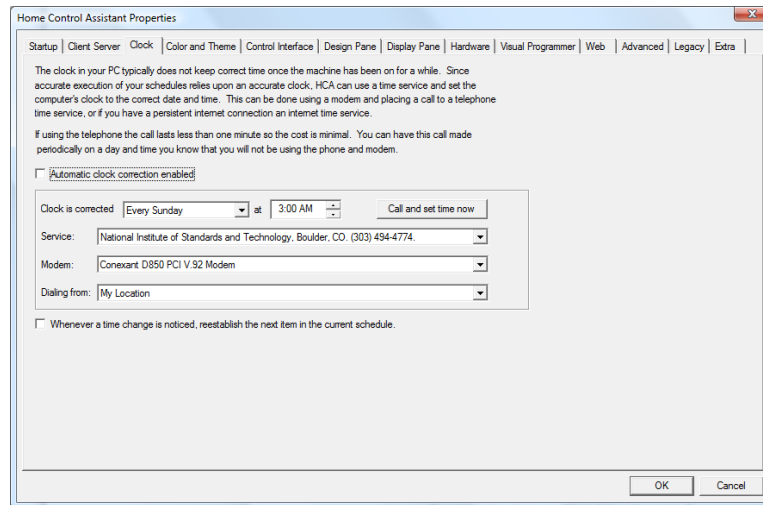 Home Control Assistant Properties
Startup Client Server Clock Color and Theme Control Interface Design Pane Display Pane Hardware Visual Programmer Web Advanced Legacy Extra
The clock in your PC typically does not keep correct time once the machine has been on for a while. Since
accurate execution of your schedules relies upon an accurate clock, HCA can use a time service and set the
computer's clock to the correct date and time. This can be done using a modem and placing a call to a telephone
time service, or if you have a persistent internet connection an internet time service.
If using the telephone the call lasts less than one minute so the cost is minimal. You can have this call made
periodically on a day and time you know that you will not be using the phone and modem.
Automatic clock correction enabled
Clock is corrected Every Sunday at 3:00 AM Call and set time now
Service: National Institute of Standards and Technology, Boulder, CO. (303) 494-4774.
Modem: Conexant D850 PCI V.92 Modem
Dialing from: My Location
Whenever a time change is noticed, reestablish the next item in the current schedule.
OK Cancel